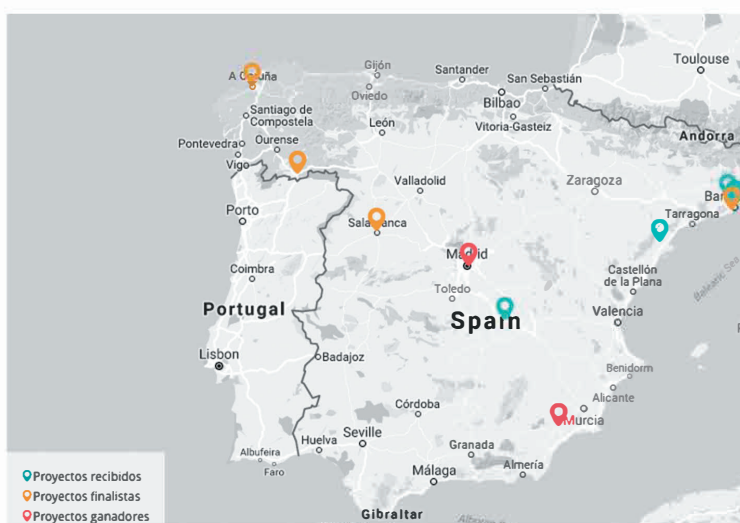 Toulouse
Gijón
A Coruña
Santander
San Sebastián
Oviedo
Bilbao
Santiago de
Compostela
León
Vitoria-Gasteiz
Andorra
Pontevedra
Ourense
Vigo
Valladolid
Zaragoza
Porto
Salamanca
Tarragona
Madrid
Coimbra
Castellón
de la Plana
Balearic Sea
Toledo
Portugal
Spain
Valencia
Lisbon
Badajoz
Benidorm
Alicante
Córdoba
Murcia
Huelva
Seville
Granada
Albufeira
Faro
Málaga
Almería
Proyectos recibidos
Proyectos finalistas
Proyectos ganadores
Gibraltar